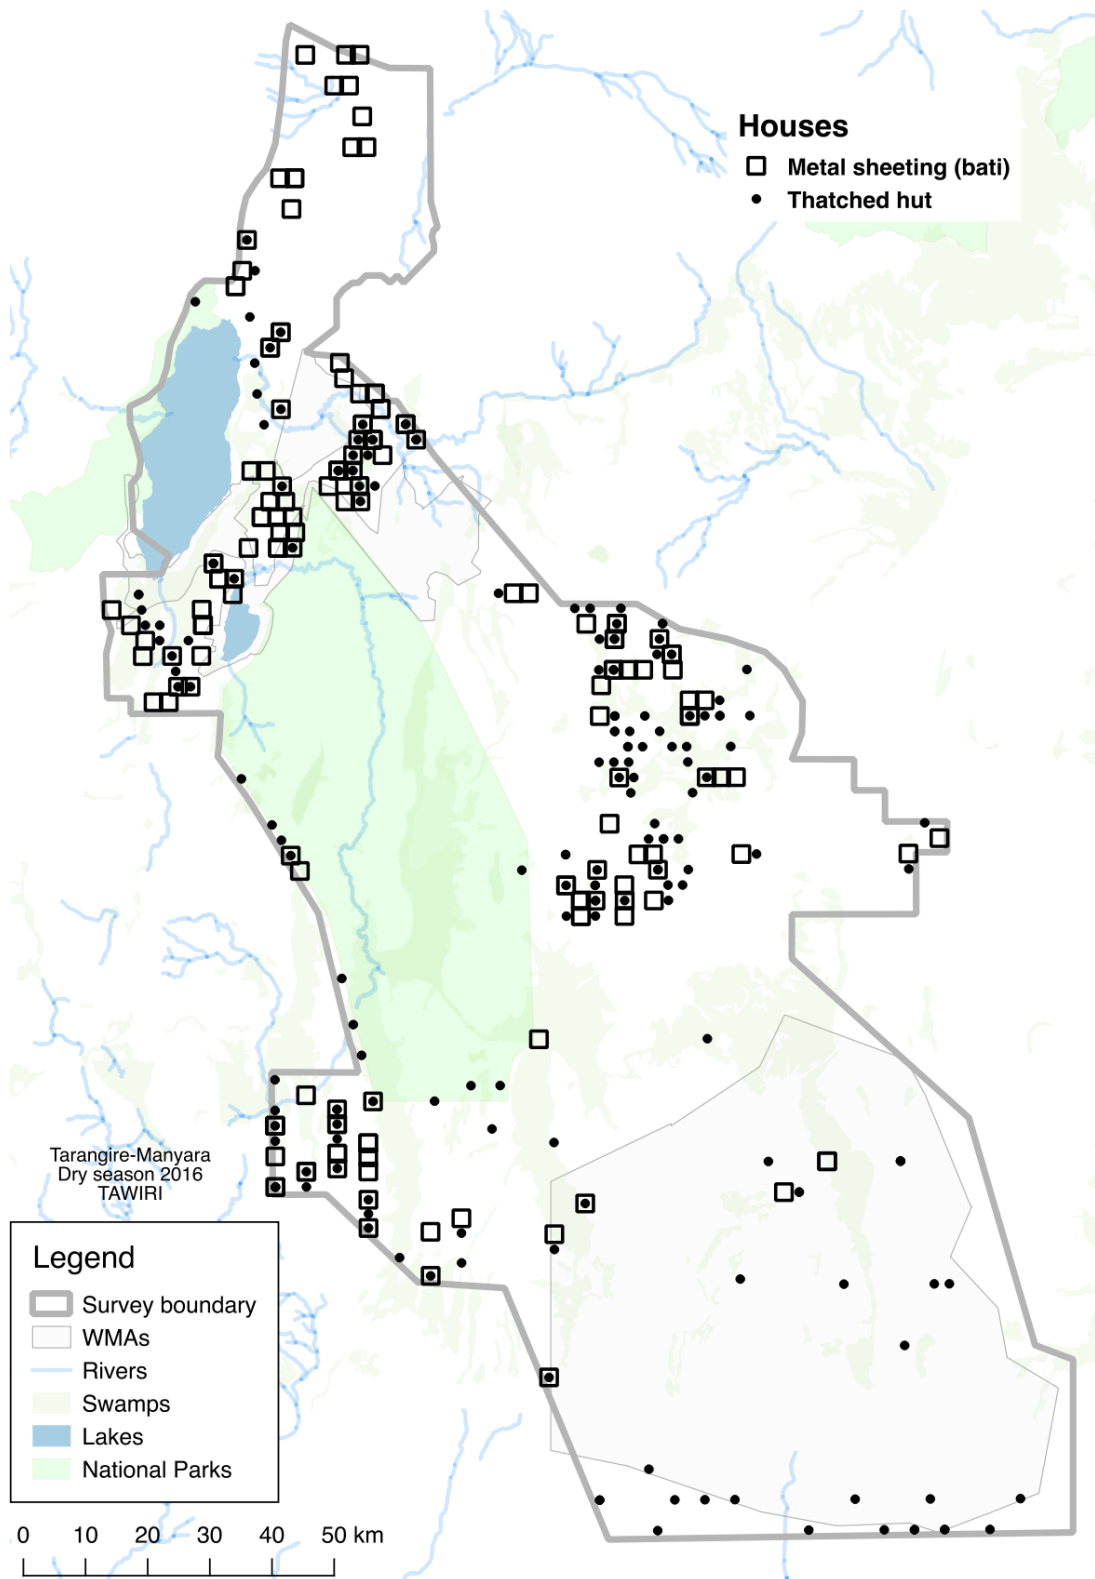 Houses
Metal sheeting (bati)
Thatched hut
Tarangire-Manyara
Dry season 2016
TAWIRI
Legend
Survey boundary
WMAs
Rivers
Swamps
Lakes
National Parks
0 10 20 30 40 50 km